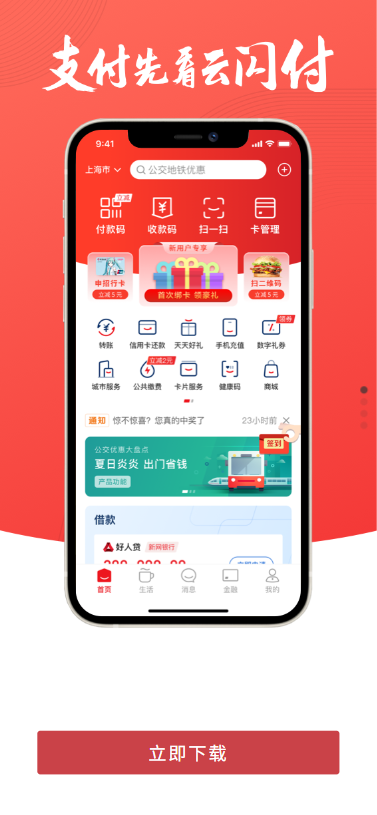 支付先看云闪付
9:41
上海市 公交地铁优惠
立减
付款码 收款码 扫一扫 卡管理
新用户专享
申招行卡 首次绑卡 领豪礼 扫二维码
立减5元 立减5元
领券
转账 信用卡还款 天天好礼 手机充值 数字礼券
立减2元
城市服务 公共缴费 卡片服务 健康码 商城
通知 惊不惊喜？您真的中奖了 23小时前
签到
公交优惠大盘点
夏日炎炎 出门省钱
产品功能
借款
好人贷 新网银行
首页 生活 消息 金融 我的
立即下载